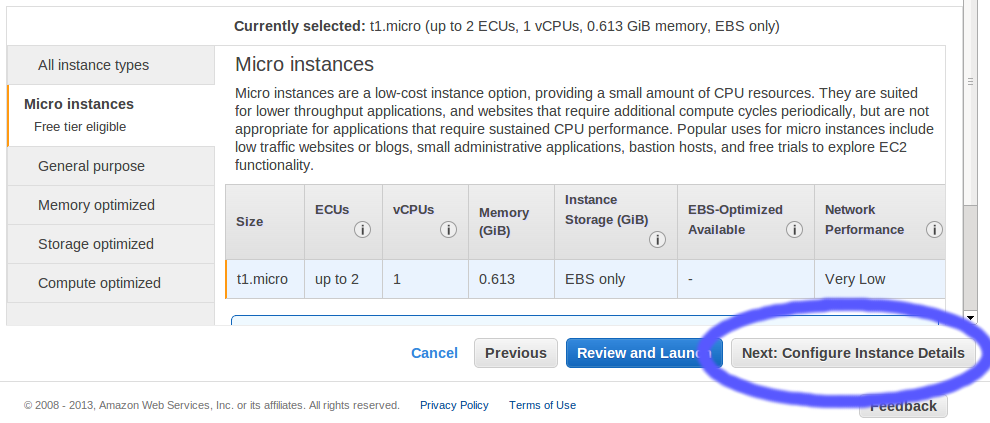 Currently selected: t1.micro (up to 2 ECUs, 1 vCPUs, 0.613 GiB memory, EBS only)
All instance types
Micro instances
Free tier eligible
General purpose
Memory optimized
Storage optimized
Compute optimized
Micro instances
Micro instances are a low-cost instance option, providing a small amount of CPU resources. They are suited
for lower throughput applications, and websites that require additional compute cycles periodically, but are not
appropriate for applications that require sustained CPU performance. Popular uses for micro instances include
low traffic websites or blogs, small administrative applications, bastion hosts, and free trials to explore EC2
functionality.
Size ECUs i vCPUs i Memory (GiB) Instance Storage (GiB) i EBS-Optimized Available i Network Performance i
t1.micro up to 2 1 0.613 EBS only - Very Low
Cancel Previous Review and Launch Next: Configure Instance Details
© 2008 - 2013, Amazon Web Services, Inc. or its affiliates. All rights reserved. Privacy Policy Terms of Use Feedback